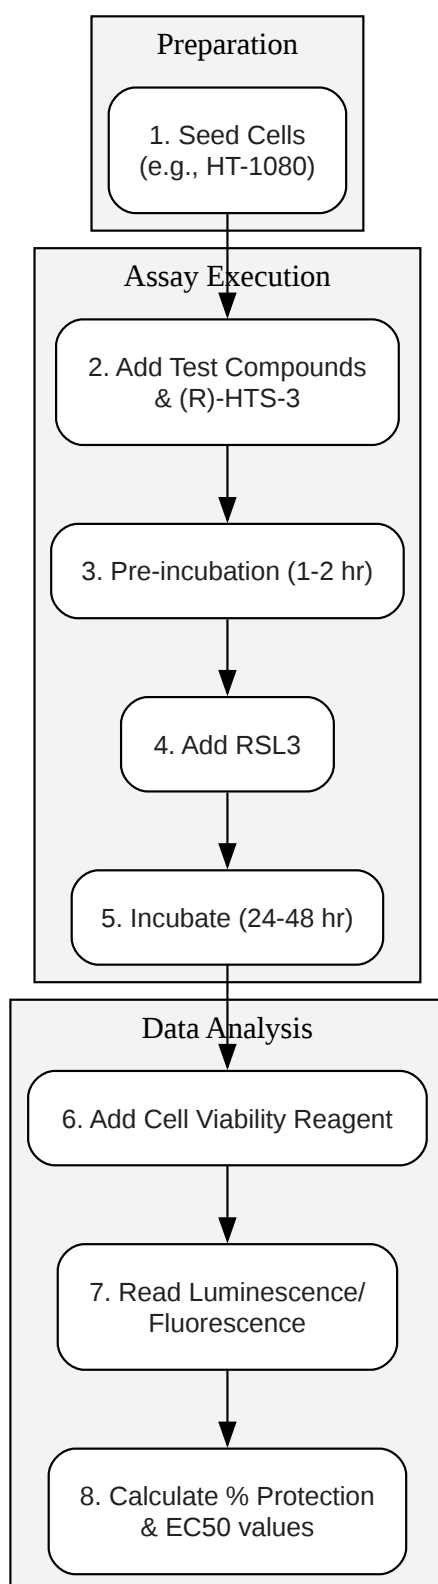 Preparation
1. Seed Cells
(e.g., HT-1080)
Assay Execution
2. Add Test Compounds
& (R)-HTS-3
3. Pre-incubation (1-2 hr)
4. Add RSL3
5. Incubate (24-48 hr)
Data Analysis
6. Add Cell Viability Reagent
7. Read Luminescence/
Fluorescence
8. Calculate % Protection
& EC50 values